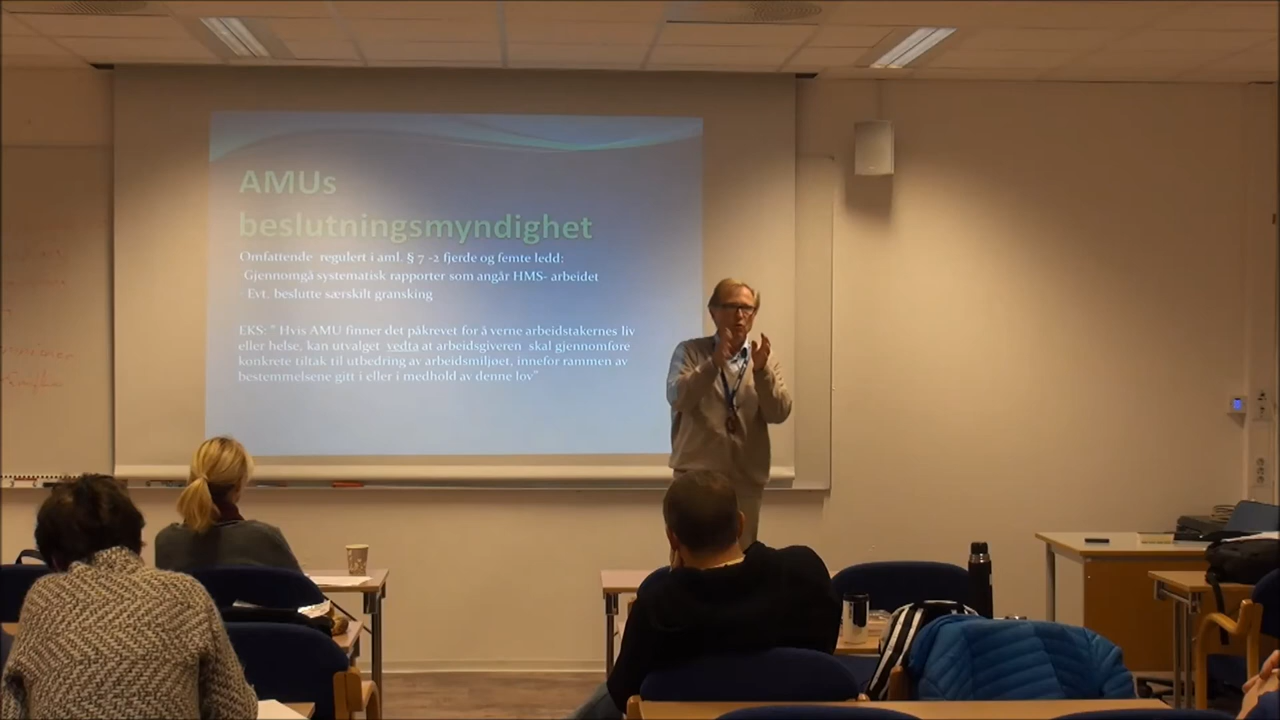 AMUs
beslutningsmyndighet
Omfattende regulert i aml. § 7 -2 fjerde og femte ledd:
- Gjennomgå systematisk rapporter som angår HMS- arbeidet
- Evt. beslutte særskilt gransking
EKS: " Hvis AMU finner det påkrevet for å verne arbeidstakernes liv
eller helse, kan utvalget vedta at arbeidsgiveren skal gjennomføre
konkrete tiltak til utbedring av arbeidsmiljøet, innefor rammen av
bestemmelsene gitt i eller i medhold av denne lov"